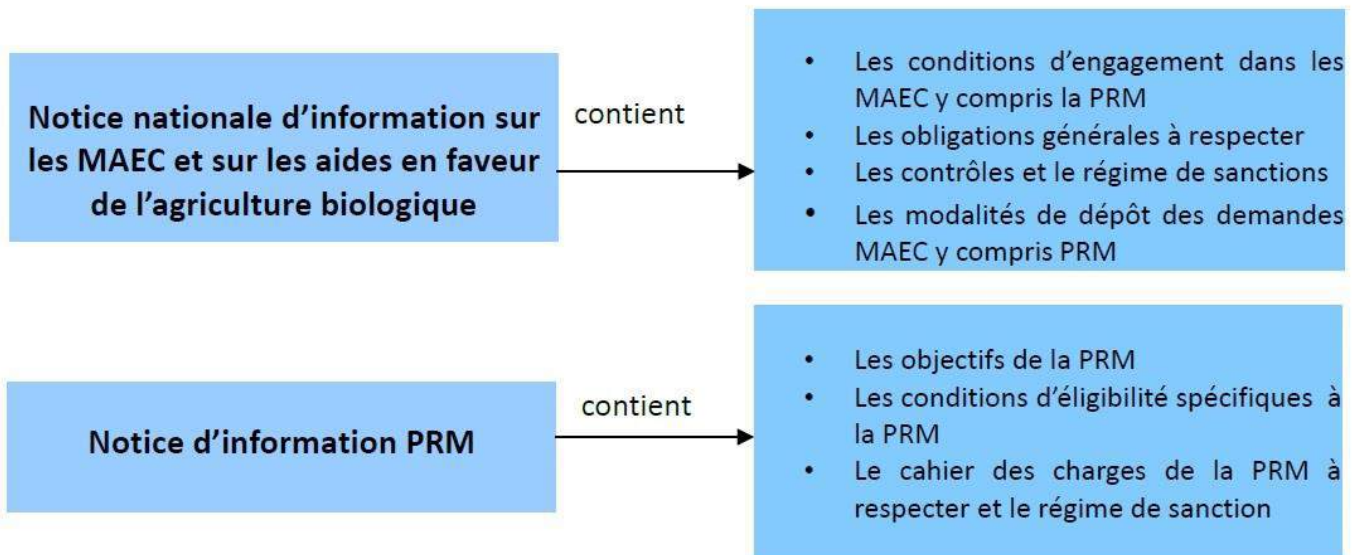 Notice nationale d’information sur
les MAEC et sur les aides en faveur
de l’agriculture biologique
contient
• Les conditions d’engagement dans les
MAEC y compris la PRM
• Les obligations générales à respecter
• Les contrôles et le régime de sanctions
• Les modalités de dépôt des demandes
MAEC y compris PRM
Notice d’information PRM
contient
• Les objectifs de la PRM
• Les conditions d’éligibilité spécifiques à
la PRM
• Le cahier des charges de la PRM à
respecter et le régime de sanction